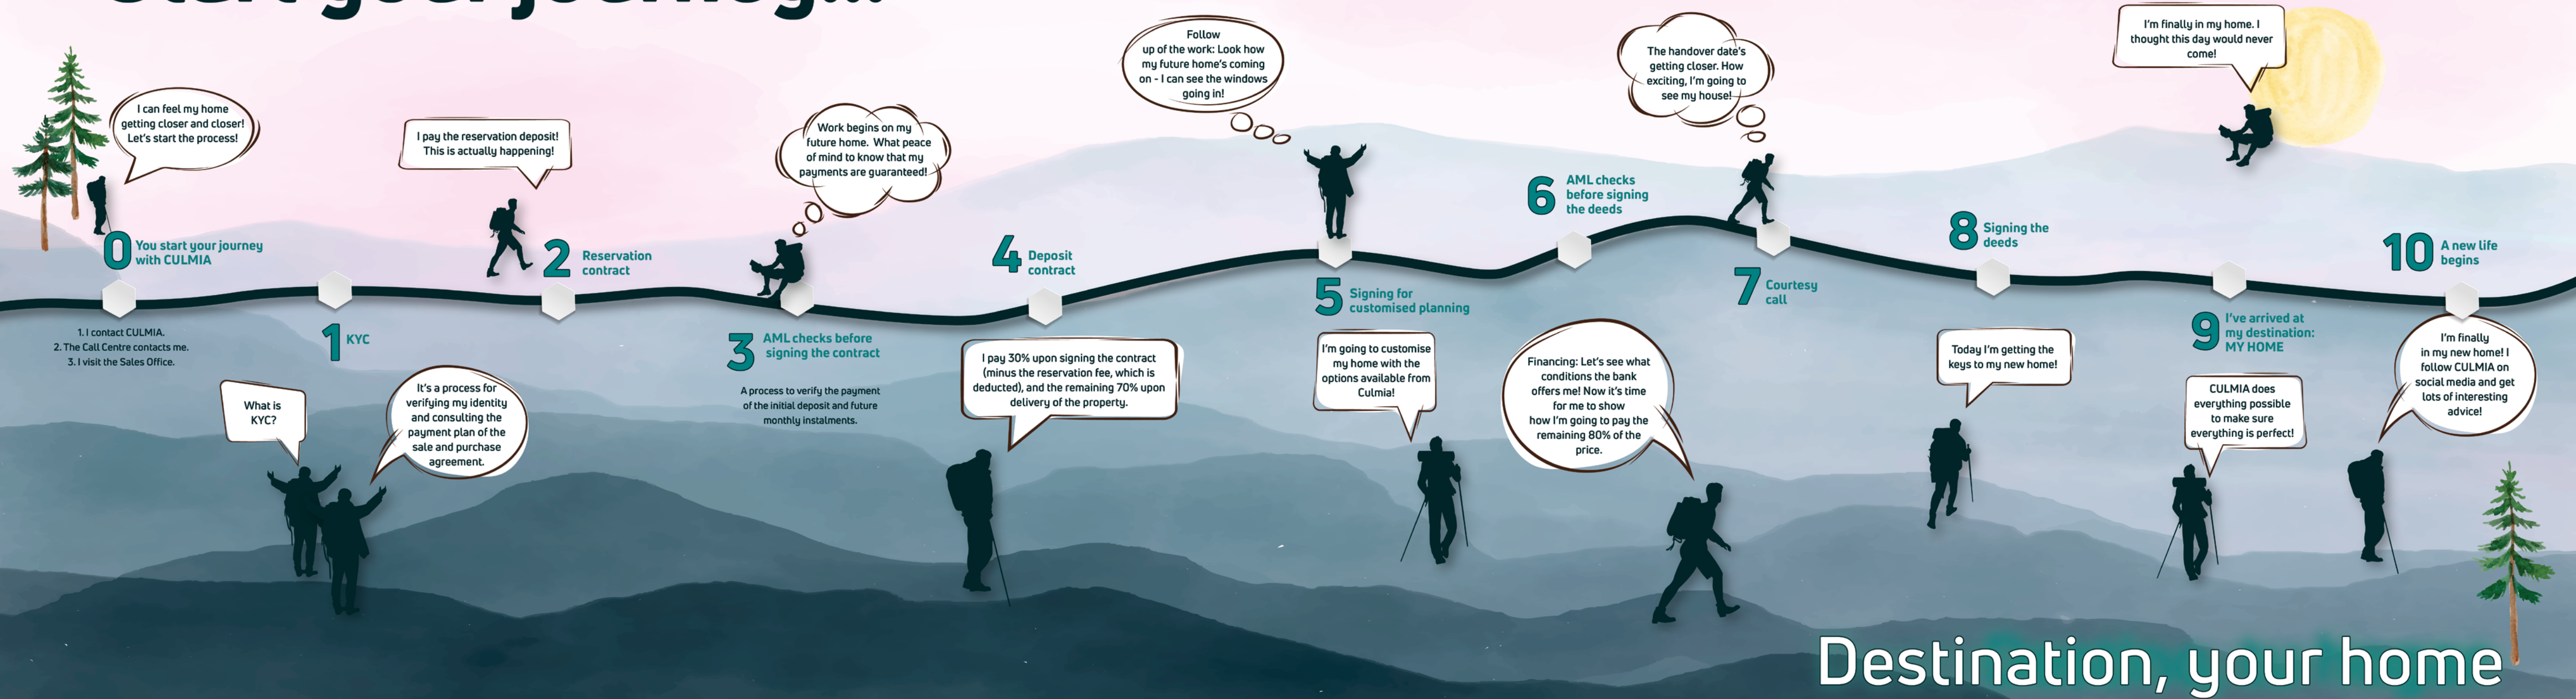 Start your journey...
I can feel my home
getting closer and closer!
Let's start the process!
0
You start your journey
with CULMIA
1. I contact CULMIA.
2. The Call Centre contacts me.
3. I visit the Sales Office.
1
KYC
What is
KYC?
It's a process for
verifying my identity
and consulting the
payment plan of the
sale and purchase
agreement.
I pay the reservation deposit!
This is actually happening!
2
Reservation
contract
Work begins on my
future home. What peace
of mind to know that my
payments are guaranteed!
3
AML checks before
signing the contract
A process to verify the payment
of the initial deposit and future
monthly instalments.
4
Deposit
contract
I pay 30% upon signing the contract
(minus the reservation fee, which is
deducted), and the remaining 70% upon
delivery of the property.
Follow
up of the work: Look how
my future home's coming
on - I can see the windows
going in!
5
Signing for
customised planning
I'm going to customise
my home with the
options available from
Culmia!
6
AML checks
before signing
the deeds
Financing: Let's see what
conditions the bank
offers me! Now it's time
for me to show
how I'm going to pay the
remaining 80% of the
price.
The handover date's
getting closer. How
exciting, I'm going to
see my house!
7
Courtesy
call
8
Signing the
deeds
Today I'm getting the
keys to my new home!
I'm finally in my home. I
thought this day would never
come!
9
I've arrived at
my destination:
MY HOME
CULMIA does
everything possible
to make sure
everything is perfect!
10
A new life
begins
I'm finally
in my new home! I
follow CULMIA on
social media and get
lots of interesting
advice!
Destination, your home